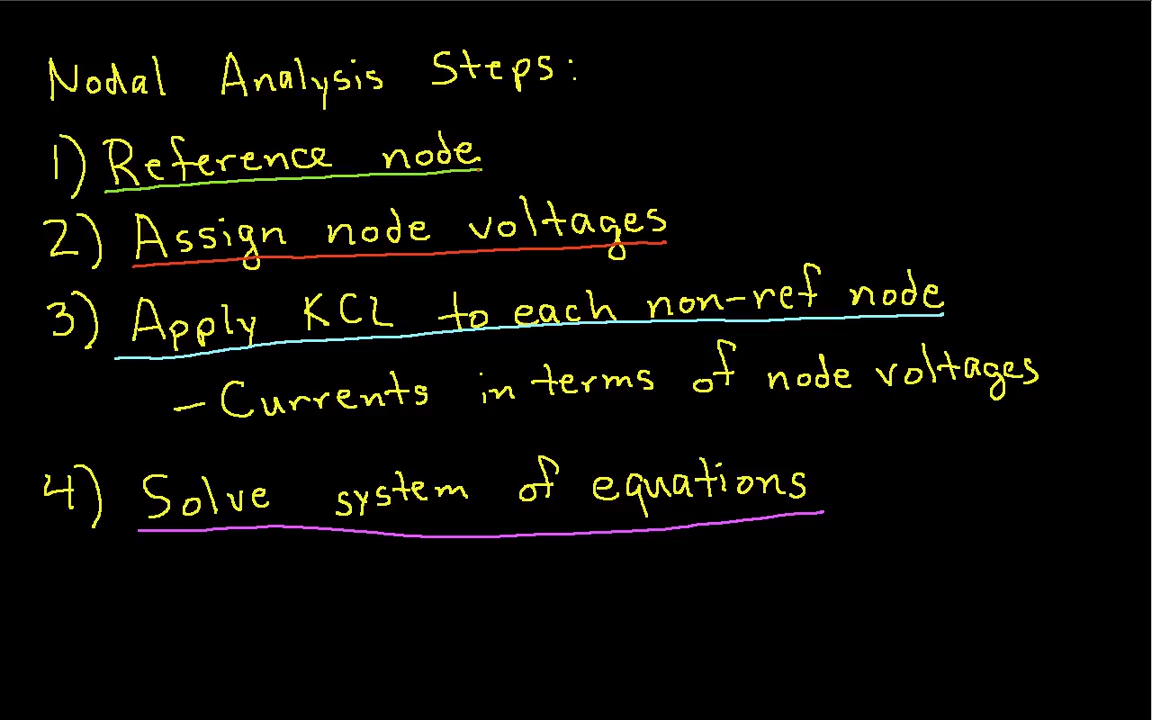 Nodal Analysis Steps:
1) Reference node
2) Assign node voltages
3) Apply KCL to each non-ref node
- Currents in terms of node voltages
4) Solve system of equations